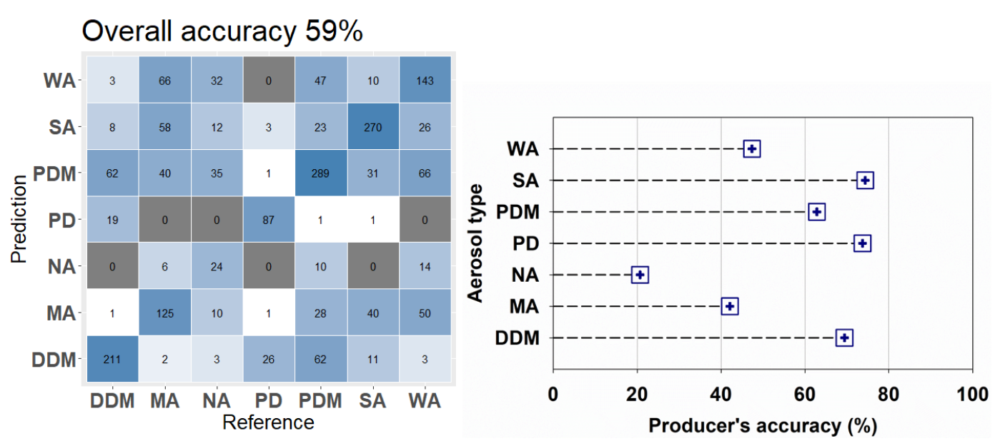 Overall accuracy 59%
Prediction
WA 3 66 32 0 47 10 143
SA 8 58 12 3 23 270 26
PDM 62 40 35 1 289 31 66
PD 19 0 0 87 1 1 0
NA 0 6 24 0 10 0 14
MA 1 125 10 1 28 40 50
DDM 211 2 3 26 62 11 3
DDM MA NA PD PDM SA WA
Reference
Aerosol type
WA
SA
PDM
PD
NA
MA
DDM
0 20 40 60 80 100
Producer's accuracy (%)